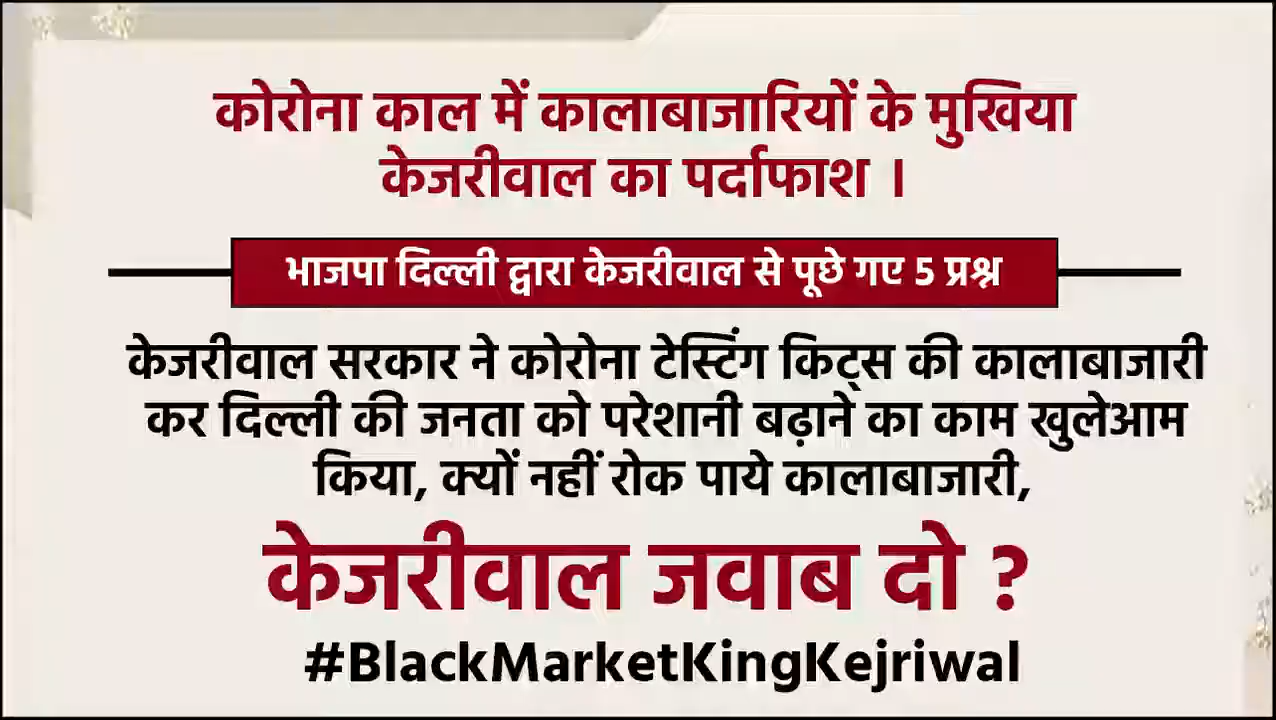 कोरोना काल में कालाबाजारियों के मुखिया
केजरीवाल का पर्दाफाश ।
भाजपा दिल्ली द्वारा केजरीवाल से पूछे गए 5 प्रश्न
केजरीवाल सरकार ने कोरोना टेस्टिंग किट्स की कालाबाजारी
कर दिल्ली की जनता को परेशानी बढ़ाने का काम खुलेआम
किया, क्यों नहीं रोक पाये कालाबाजारी,
केजरीवाल जवाब दो ?
#BlackMarketKingKejriwal